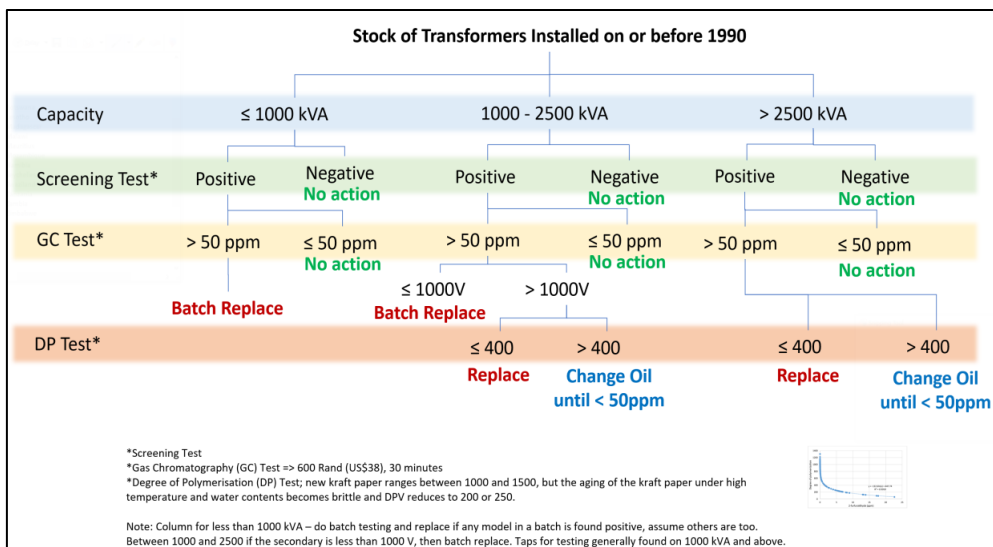 Stock of Transformers Installed on or before 1990
Capacity ≤ 1000 kVA 1000 - 2500 kVA > 2500 kVA
Screening Test* Positive Negative Positive Negative Positive Negative
No action No action No action
GC Test* > 50 ppm ≤ 50 ppm > 50 ppm ≤ 50 ppm > 50 ppm ≤ 50 ppm
No action No action No action
≤ 1000V > 1000V
Batch Replace Batch Replace
DP Test* ≤ 400 > 400 ≤ 400 > 400
Replace Change Oil Replace Change Oil
until < 50ppm until < 50ppm
*Screening Test
*Gas Chromatography (GC) Test => 600 Rand (US$38), 30 minutes
*Degree of Polymerisation (DP) Test; new kraft paper ranges between 1000 and 1500, but the aging of the kraft paper under high
temperature and water contents becomes brittle and DPV reduces to 200 or 250.
Note: Column for less than 1000 kVA – do batch testing and replace if any model in a batch is found positive, assume others are too.
Between 1000 and 2500 if the secondary is less than 1000 V, then batch replace. Taps for testing generally found on 1000 kVA and above.